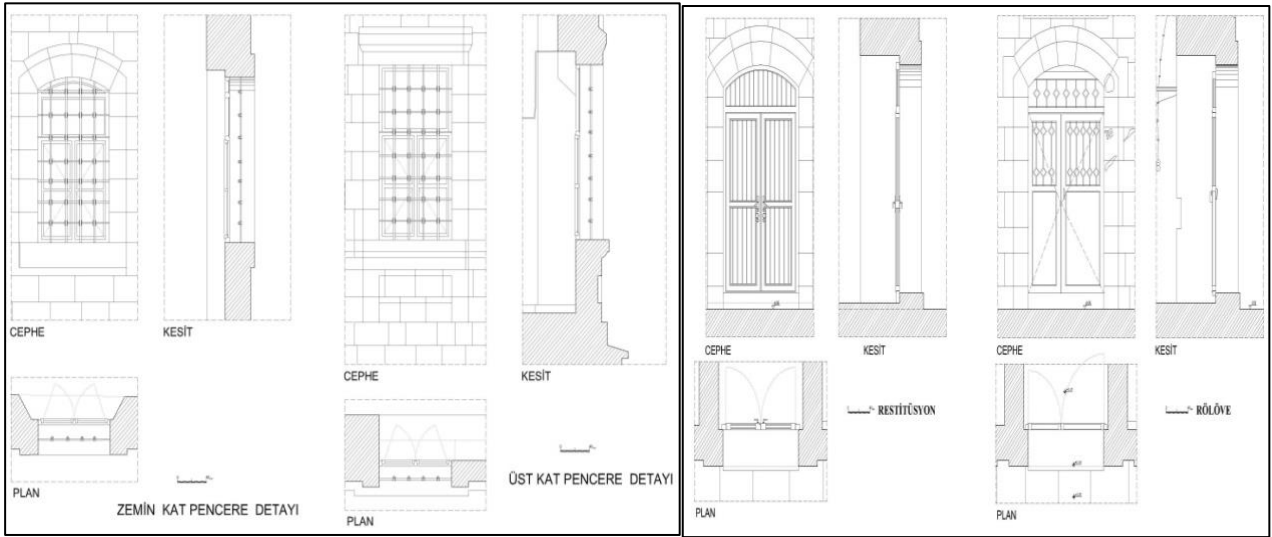 CEPHE
KESİT
PLAN
ZEMİN KAT PENCERE DETAYI
CEPHE
KESİT
PLAN
ÜST KAT PENCERE DETAYI
CEPHE
KESİT
PLAN
RESTİTÜSYON
CEPHE
KESİT
PLAN
RÖLÖVE